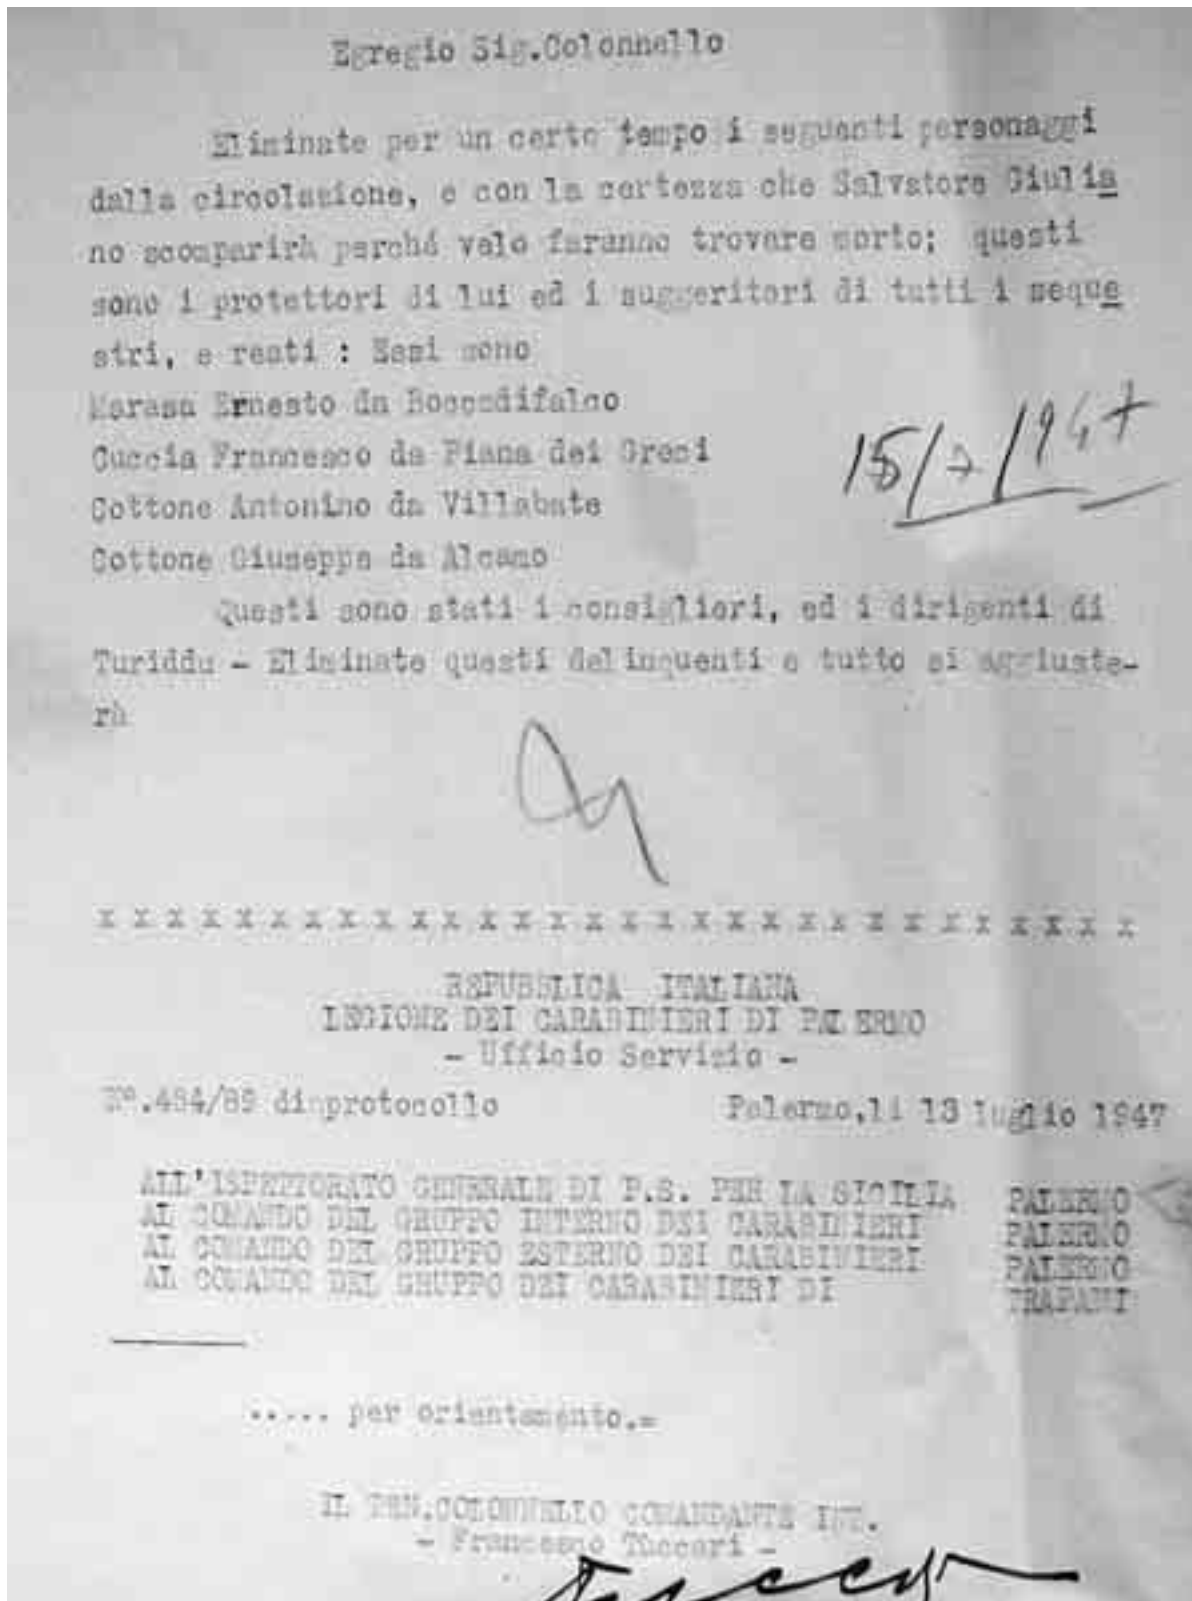 Egregio Sig.Colonnello
Eliminate per un certo tempo i seguenti personaggi
dalla circolazione, e con la certezza che Salvatore Giulia
no scomparirà perché velo faranno trovare morto; questi
sono i protettori di lui ed i suggeritori di tutti i seque
stri, e reati : Essi sono
Marasa Ernesto da Boccadifalco
Cuccia Francesco da Piana dei Greci
15/7/1947
Cottone Antonino da Villabate
Cottone Giuseppe da Alcamo
Questi sono stati i consiglieri, ed i dirigenti di
Turiddu - Eliminate questi delinquenti e tutto si aggiuste-
rà
x x x x x x x x x x x x x x x x x x x x x x x x x x x x x x
REPUBBLICA ITALIANA
LEGIONE DEI CARABINIERI DI PALERMO
- Ufficio Servizio -
N°.484/89 di protocollo Palermo,li 13 luglio 1947
ALL'ISPETTORATO GENERALE DI P.S. PER LA SICILIA PALERMO
AL COMANDO DEL GRUPPO INTERNO DEI CARABINIERI PALERMO
AL COMANDO DEL GRUPPO ESTERNO DEI CARABINIERI PALERMO
AL COMANDO DEL GRUPPO DEI CARABINIERI DI TRAPANI
..... per orientamento.=
IL TEN.COLONNELLO COMANDANTE INT.
- Francesco Tuccari -